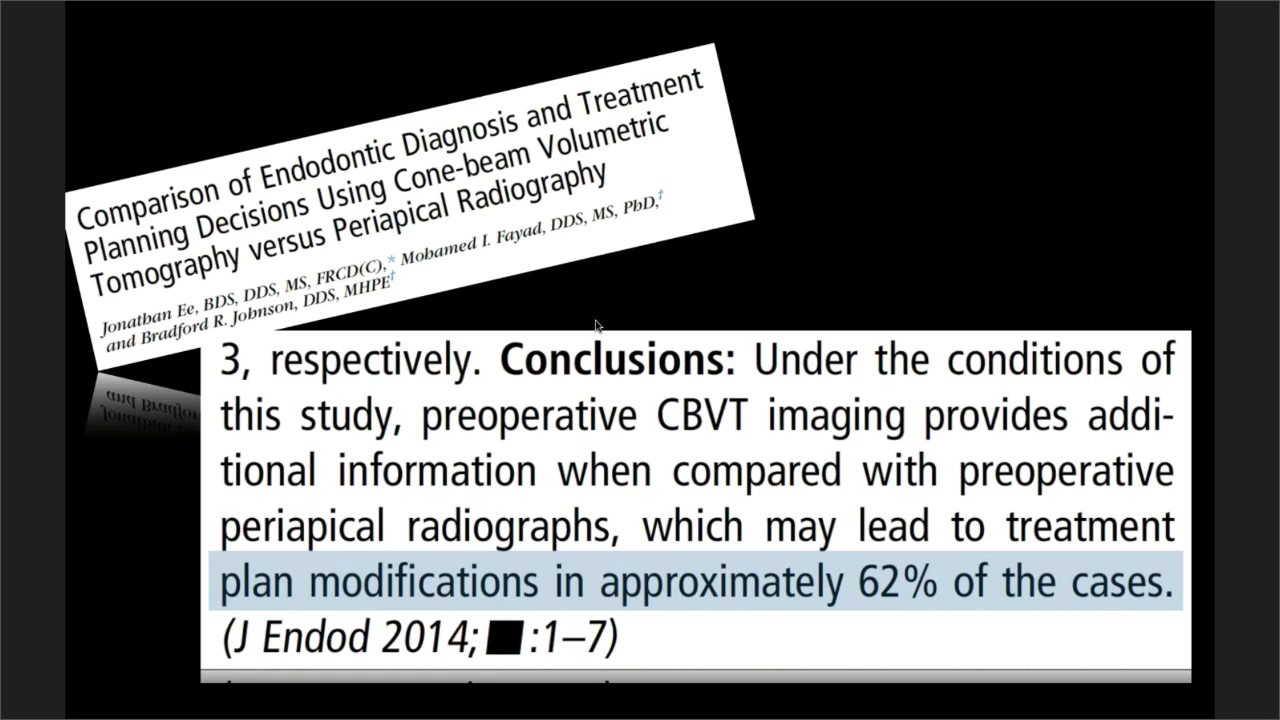 Comparison of Endodontic Diagnosis and Treatment
Planning Decisions Using Cone-beam Volumetric
Tomography versus Periapical Radiography
Jonathan Ee, BDS, DDS, MS, FRCD(C),* Mohamed I. Fayad, DDS, MS, PhD,†
and Bradford R. Johnson, DDS, MHPE†
3, respectively. Conclusions: Under the conditions of
this study, preoperative CBVT imaging provides addi-
tional information when compared with preoperative
periapical radiographs, which may lead to treatment
plan modifications in approximately 62% of the cases.
(J Endod 2014;■:1–7)